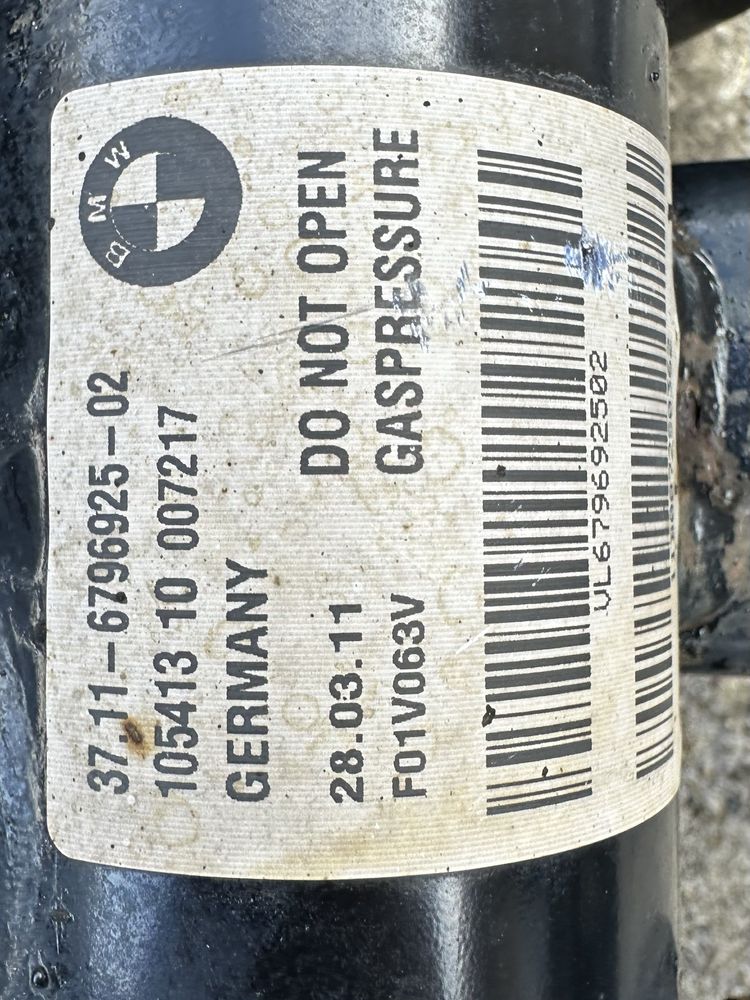 BMW
37.11-6796925-02
105413 10 007217
GERMANY
DO NOT OPEN
28.03.11
GASPRESSURE
F01V063V
VL679692502